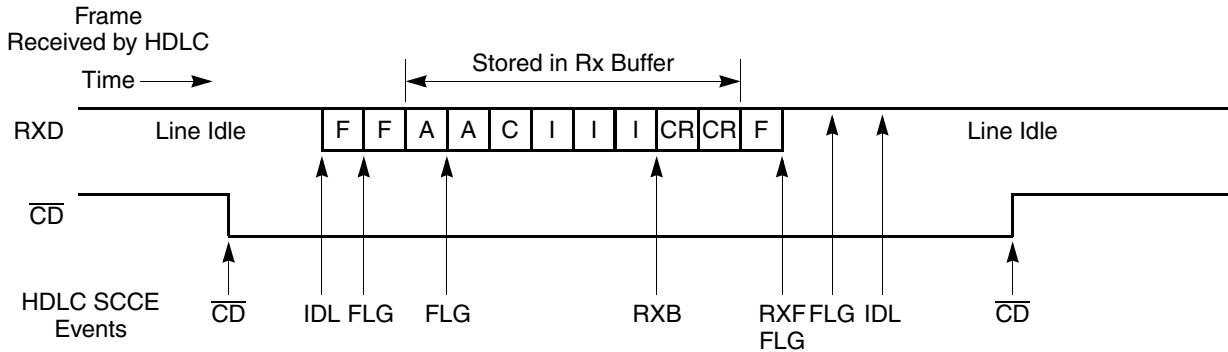 Frame
Received by HDLC
Time
Stored in Rx Buffer
RXD
Line Idle
F F A A C I I I CR CR F
Line Idle
CD
HDLC SCCE
Events
CD
IDL FLG
FLG
RXB
RXF FLG IDL
FLG
CD